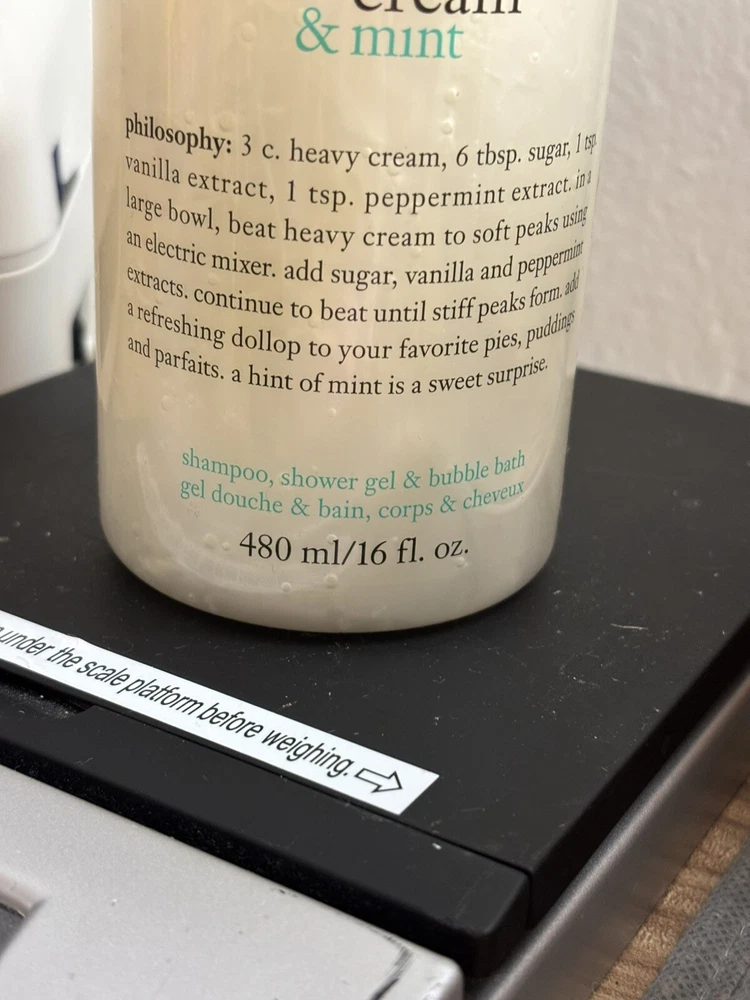 cream
& mint
philosophy: 3 c. heavy cream, 6 tbsp. sugar, 1 tsp.
vanilla extract, 1 tsp. peppermint extract. in a
large bowl, beat heavy cream to soft peaks using
an electric mixer. add sugar, vanilla and peppermint
extracts. continue to beat until stiff peaks form. add
a refreshing dollop to your favorite pies, puddings
and parfaits. a hint of mint is a sweet surprise.
shampoo, shower gel & bubble bath
gel douche & bain, corps & cheveux
480 ml/16 fl. oz.
under the scale platform before weighing.